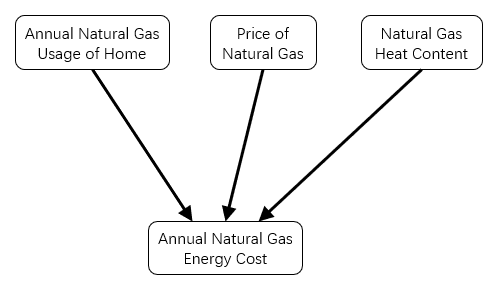 Annual Natural Gas
Usage of Home
Price of
Natural Gas
Natural Gas
Heat Content
Annual Natural Gas
Energy Cost